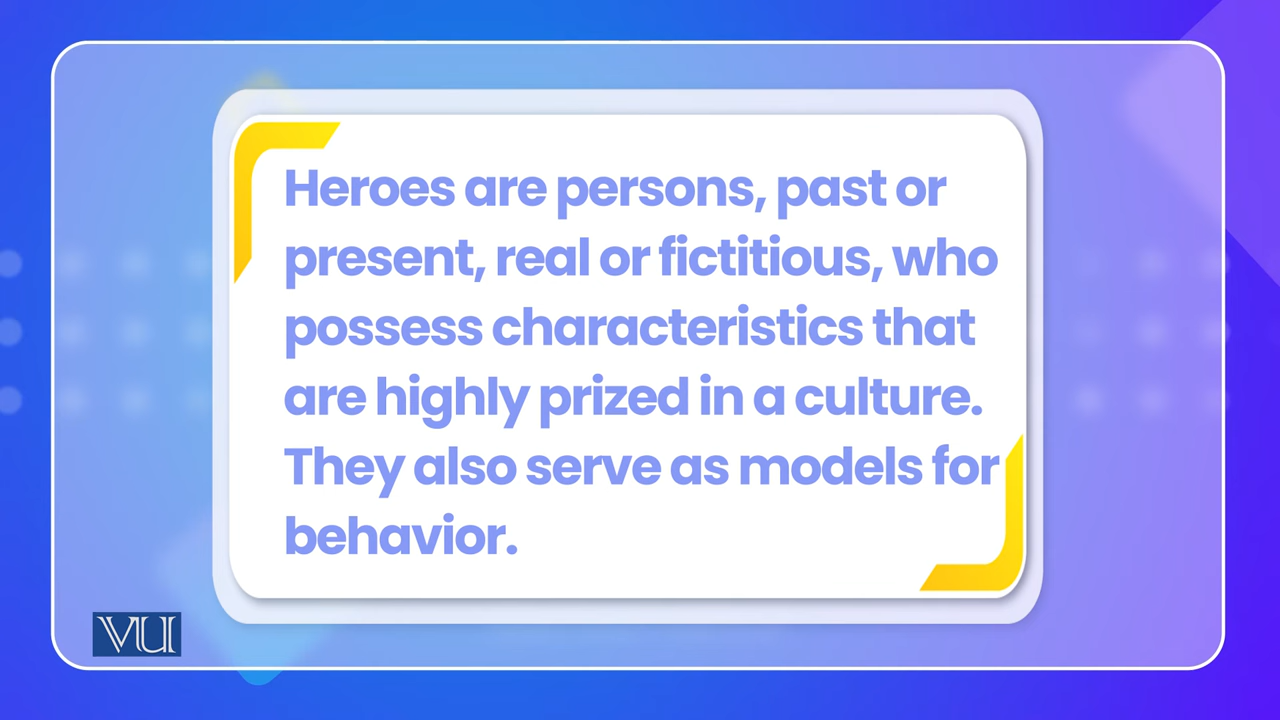 Heroes are persons, past or
present, real or fictitious, who
possess characteristics that
are highly prized in a culture.
They also serve as models for
behavior.
VU